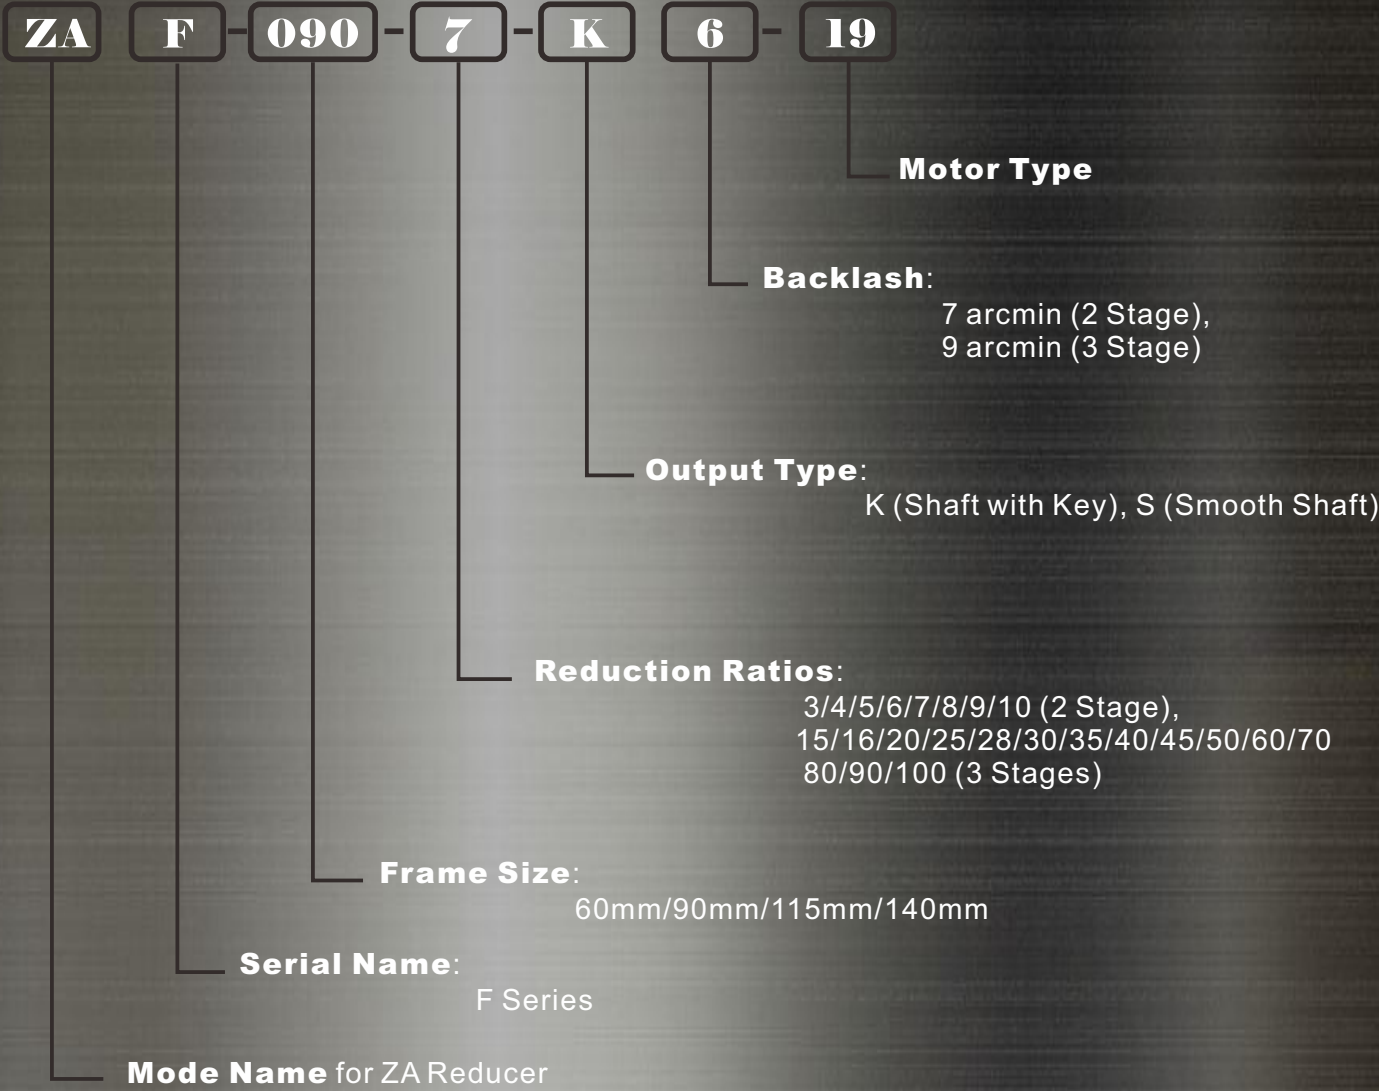 ZA F-090-7-K 6-19
Motor Type
Backlash:
7 arcmin (2 Stage),
9 arcmin (3 Stage)
Output Type:
K (Shaft with Key), S (Smooth Shaft)
Reduction Ratios:
3/4/5/6/7/8/9/10 (2 Stage),
15/16/20/25/28/30/35/40/45/50/60/70
80/90/100 (3 Stages)
Frame Size:
60mm/90mm/115mm/140mm
Serial Name:
F Series
Mode Name for ZA Reducer